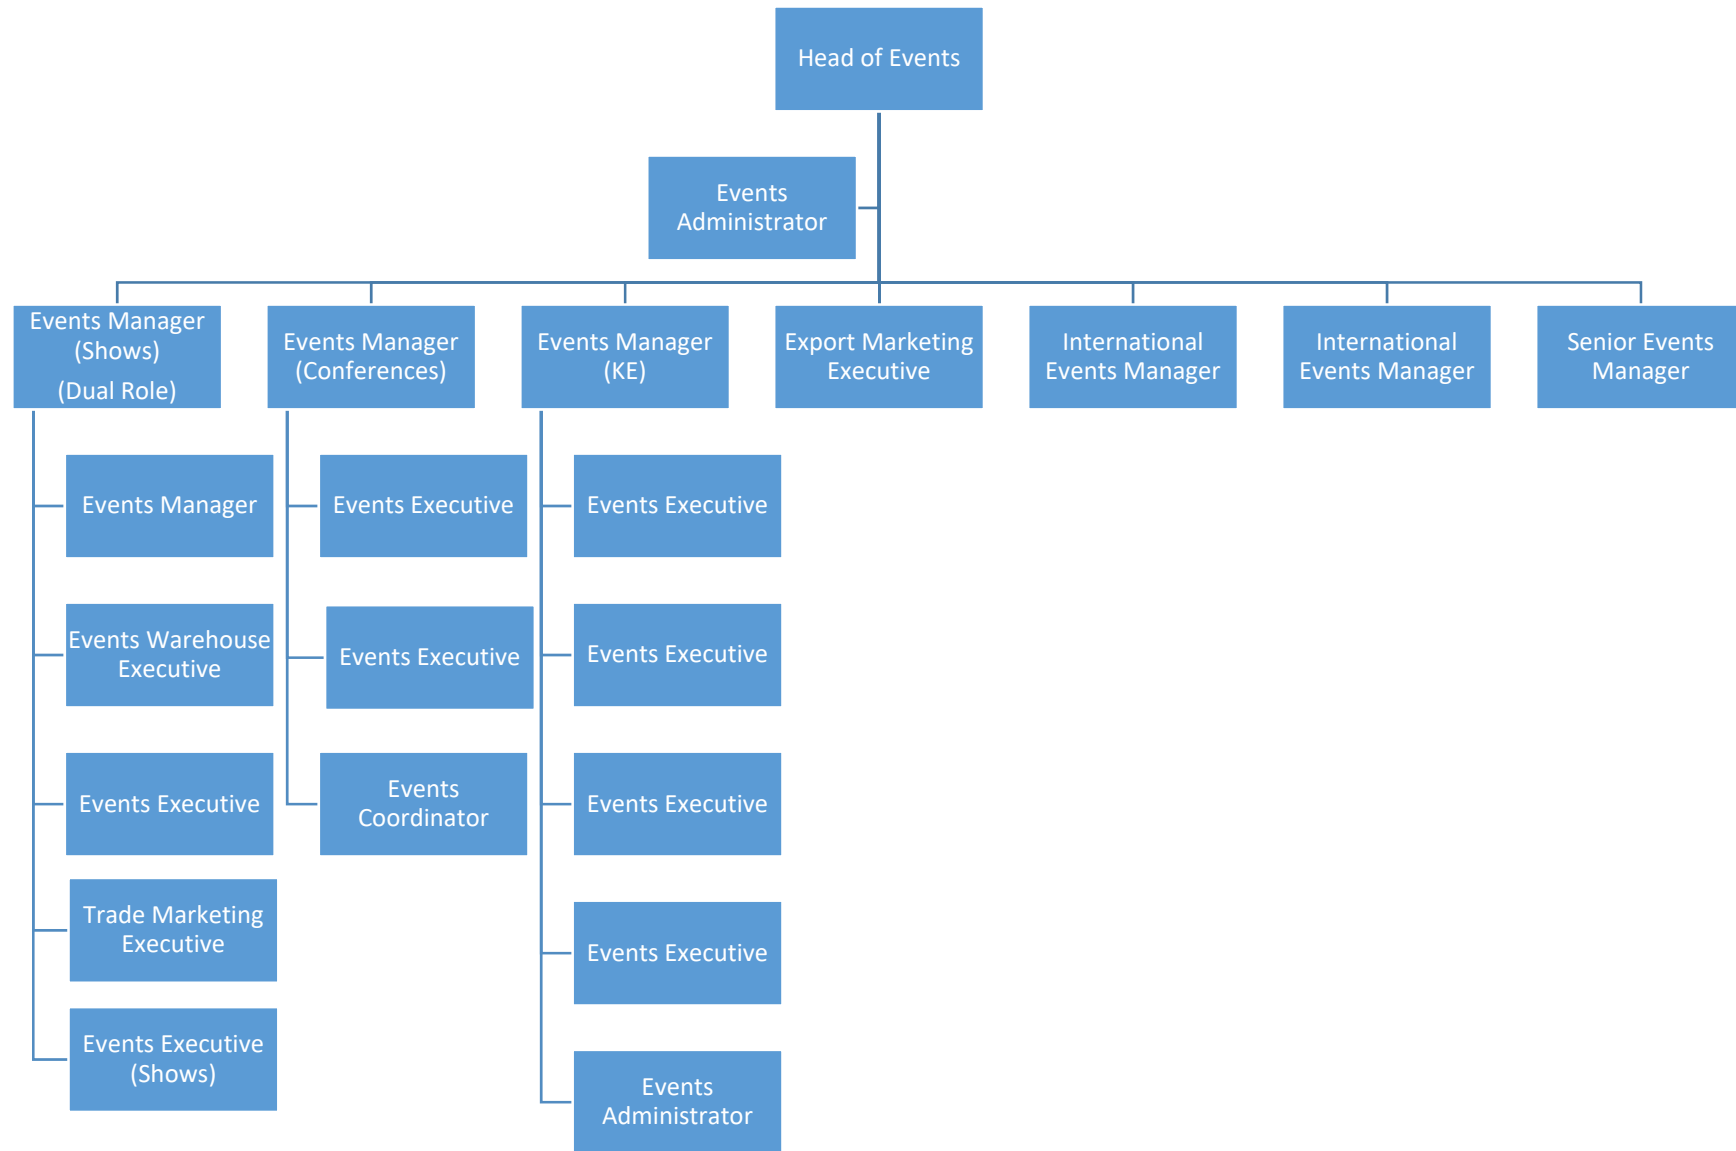 Head of Events
Events
Administrator
Events Manager
(Shows)
(Dual Role)
Events Manager
(Conferences)
Events Manager
(KE)
Export Marketing
Executive
International
Events Manager
International
Events Manager
Senior Events
Manager
Events Manager
Events Warehouse
Executive
Events Executive
Trade Marketing
Executive
Events Executive
(Shows)
Events Executive
Events Executive
Events
Coordinator
Events Executive
Events Executive
Events Executive
Events Executive
Events
Administrator